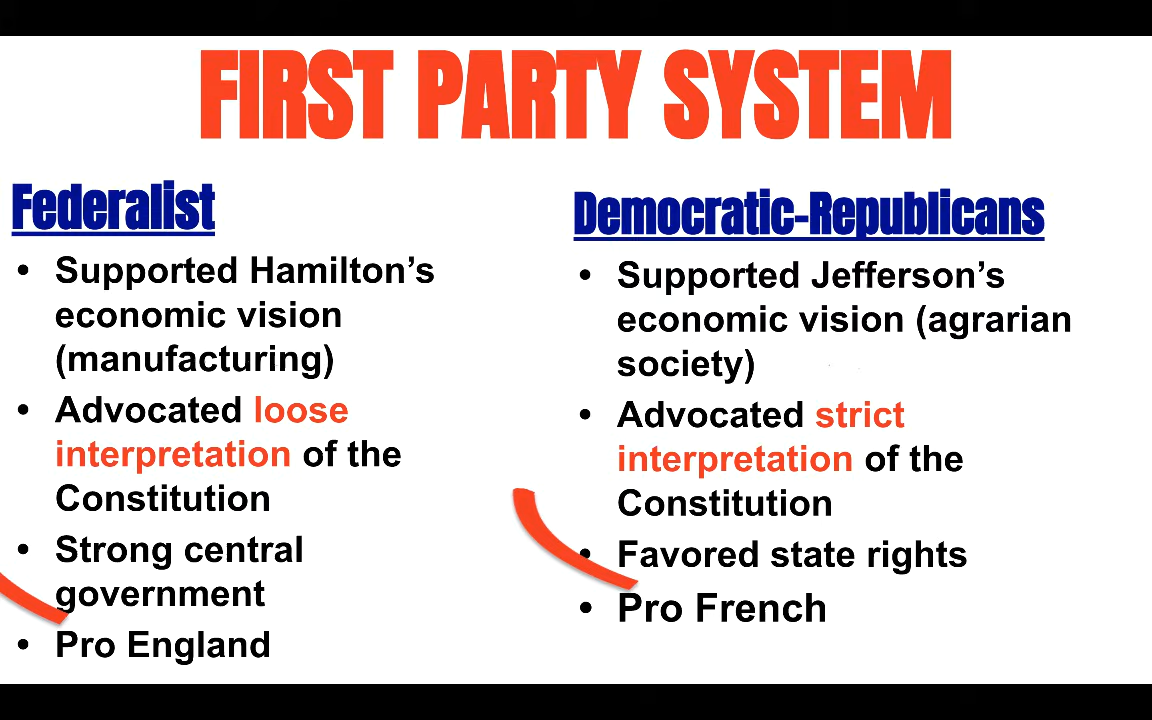 FIRST PARTY SYSTEM
Federalist
• Supported Hamilton’s
economic vision
(manufacturing)
• Advocated loose
interpretation of the
Constitution
• Strong central
government
• Pro England
Democratic-Republicans
• Supported Jefferson’s
economic vision (agrarian
society)
• Advocated strict
interpretation of the
Constitution
• Favored state rights
• Pro French